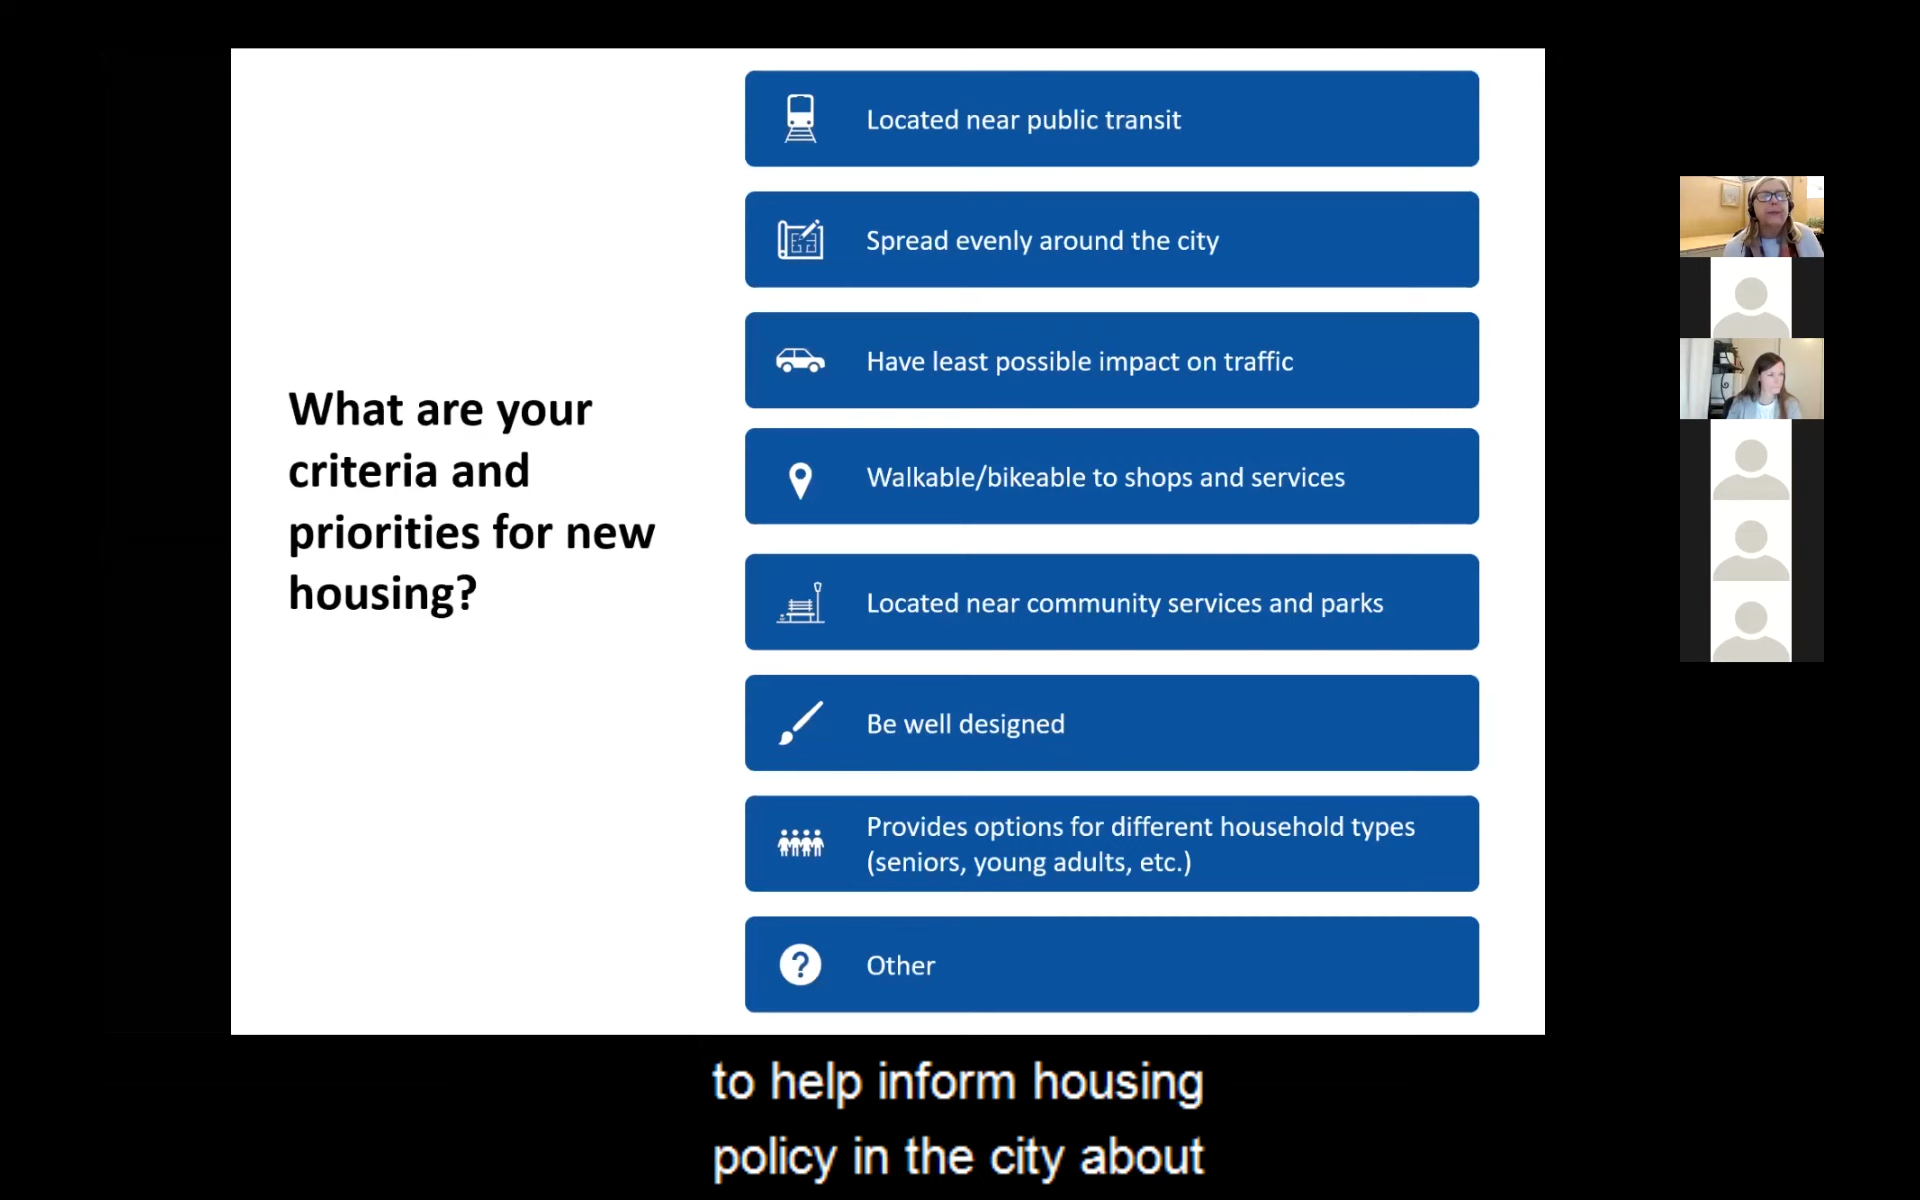 What are your
criteria and
priorities for new
housing?
Located near public transit
Spread evenly around the city
Have least possible impact on traffic
Walkable/bikeable to shops and services
Located near community services and parks
Be well designed
Provides options for different household types
(seniors, young adults, etc.)
?
Other
to help inform housing
policy in the city about